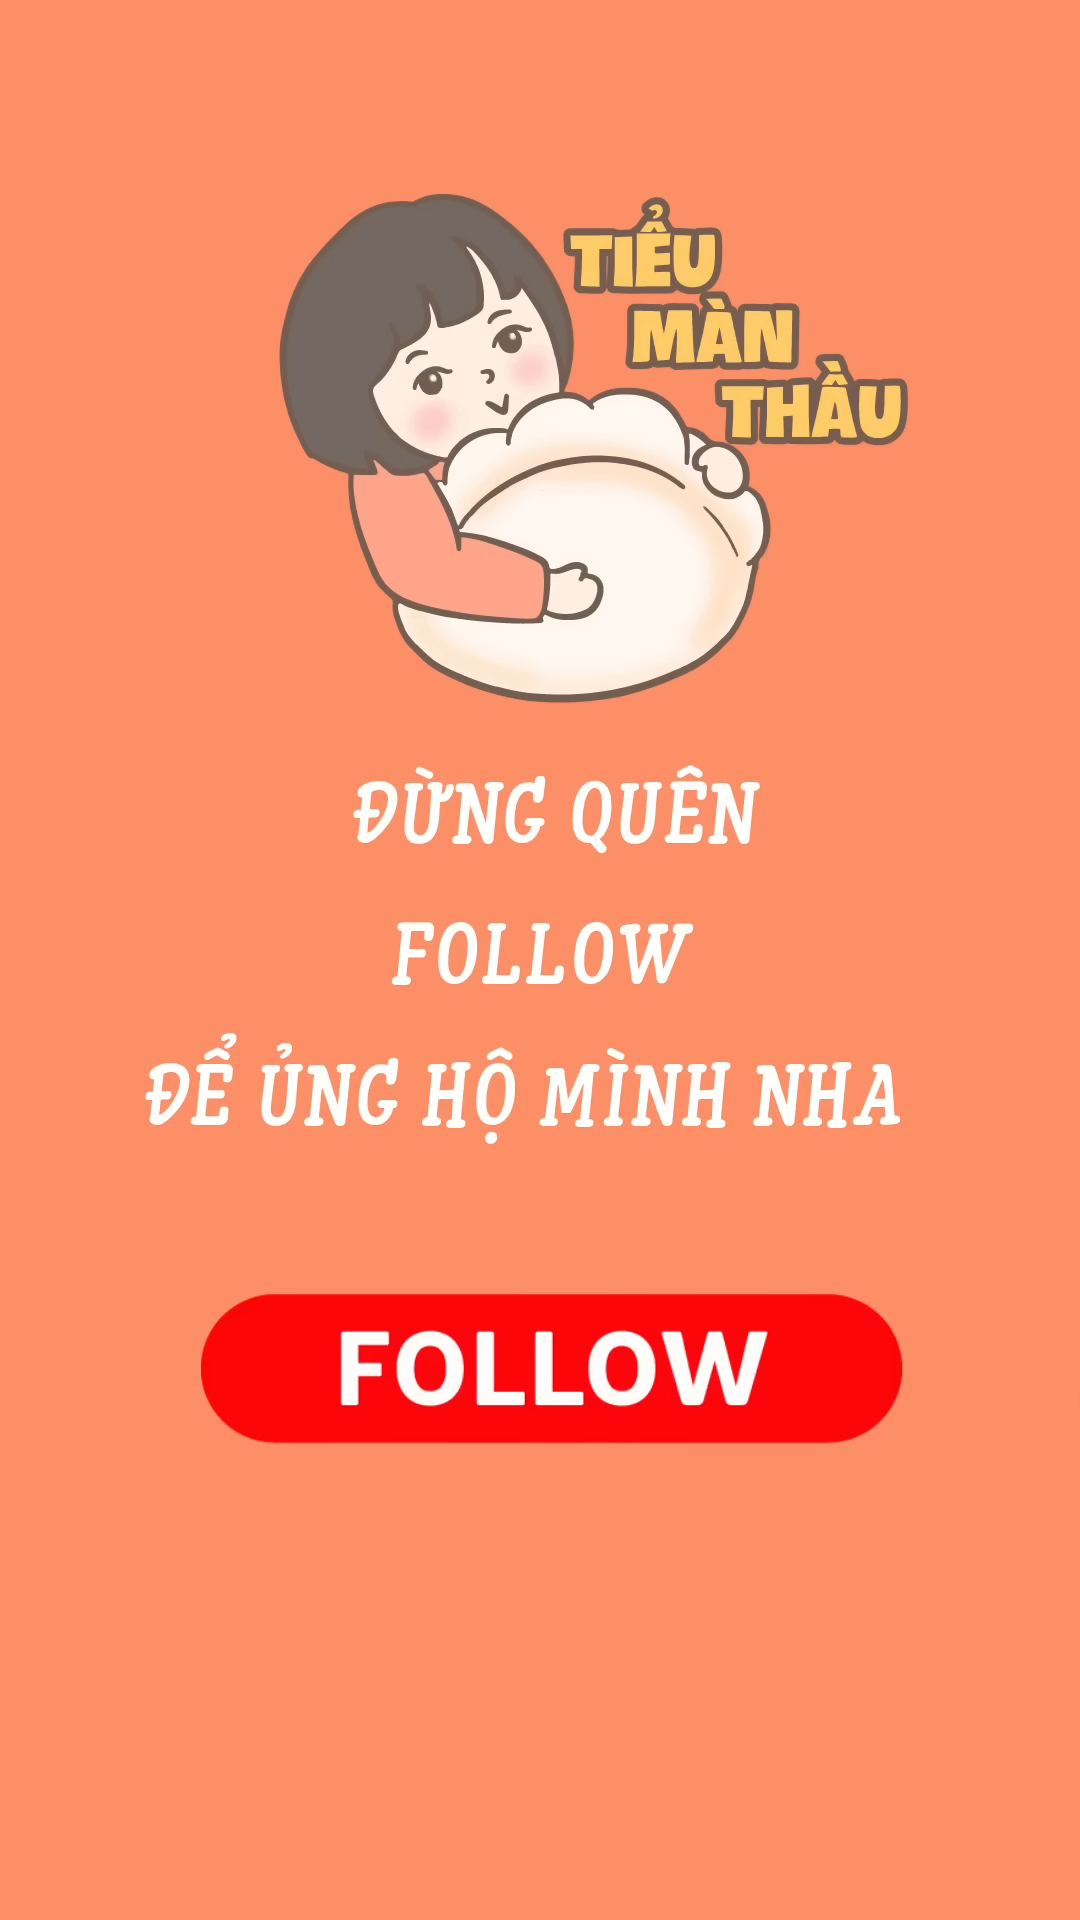 TIỂU
MÀN
THẦU
ĐỪNG QUÊN
FOLLOW
ĐỂ ỦNG HỘ MÌNH NHA
FOLLOW